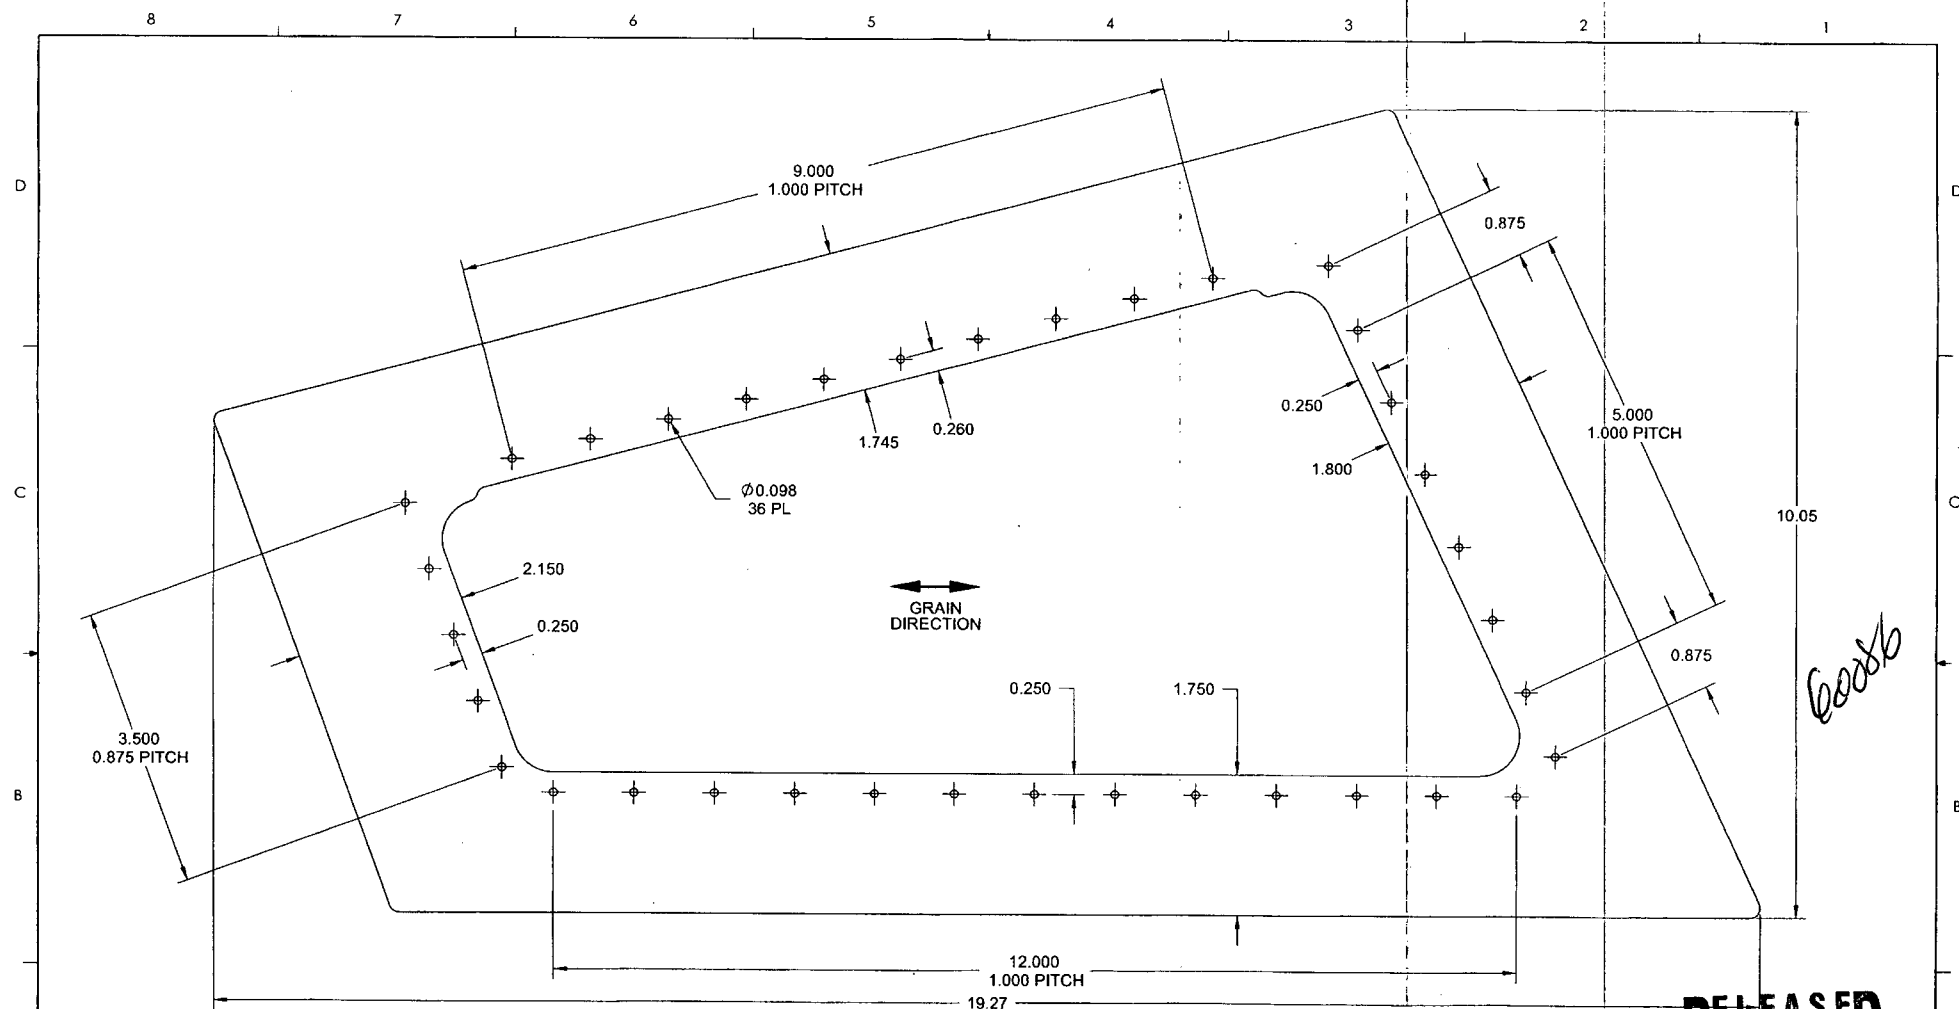 8 7 6 5 4 3 2 1
D D
9.000
1.000 PITCH
0.875
0.250
5.000
1.000 PITCH
1.745 0.260
1.800
C C
Ø0.098
36 PL
10.05
2.150
GRAIN
DIRECTION
0.250
0.875
0.250 1.750
3.500
0.875 PITCH
B B
12.000
1.000 PITCH
19.27
RELEASED